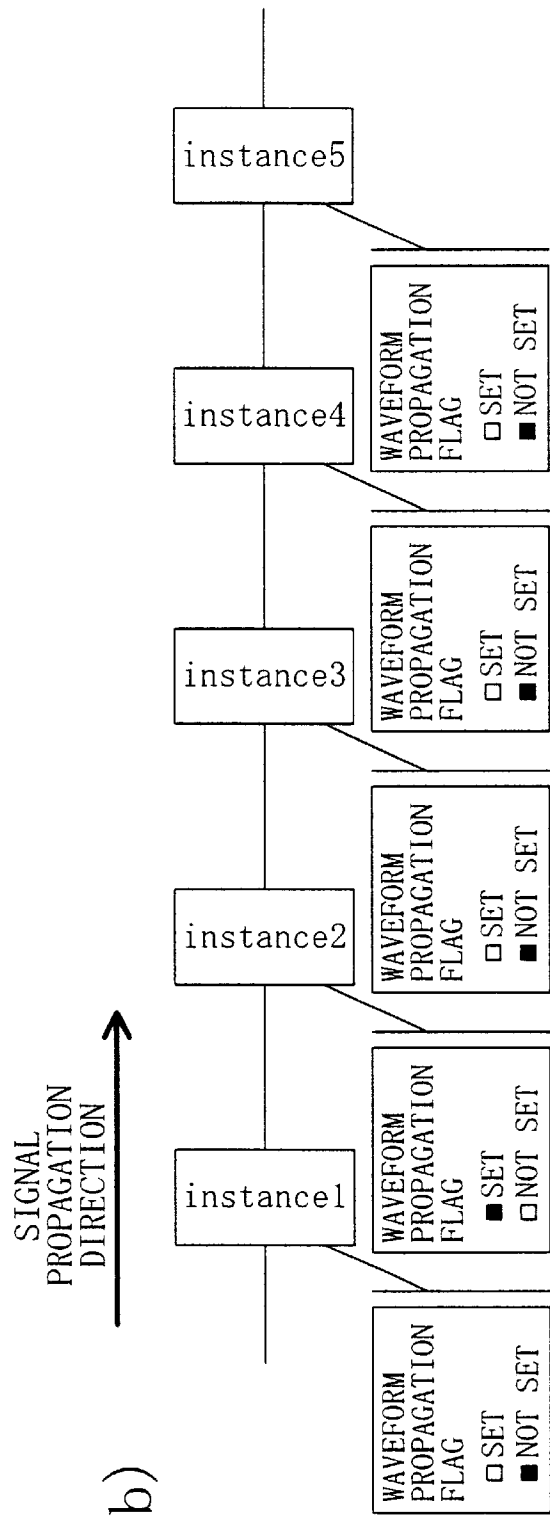 b)
SIGNAL
PROPAGATION
DIRECTION
instance1
instance2
instance3
instance4
instance5
WAVEFORM
PROPAGATION
FLAG
□SET
■NOT SET
WAVEFORM
PROPAGATION
FLAG
■SET
□NOT SET
WAVEFORM
PROPAGATION
FLAG
□SET
■NOT SET
WAVEFORM
PROPAGATION
FLAG
□SET
■NOT SET
WAVEFORM
PROPAGATION
FLAG
□SET
■NOT SET